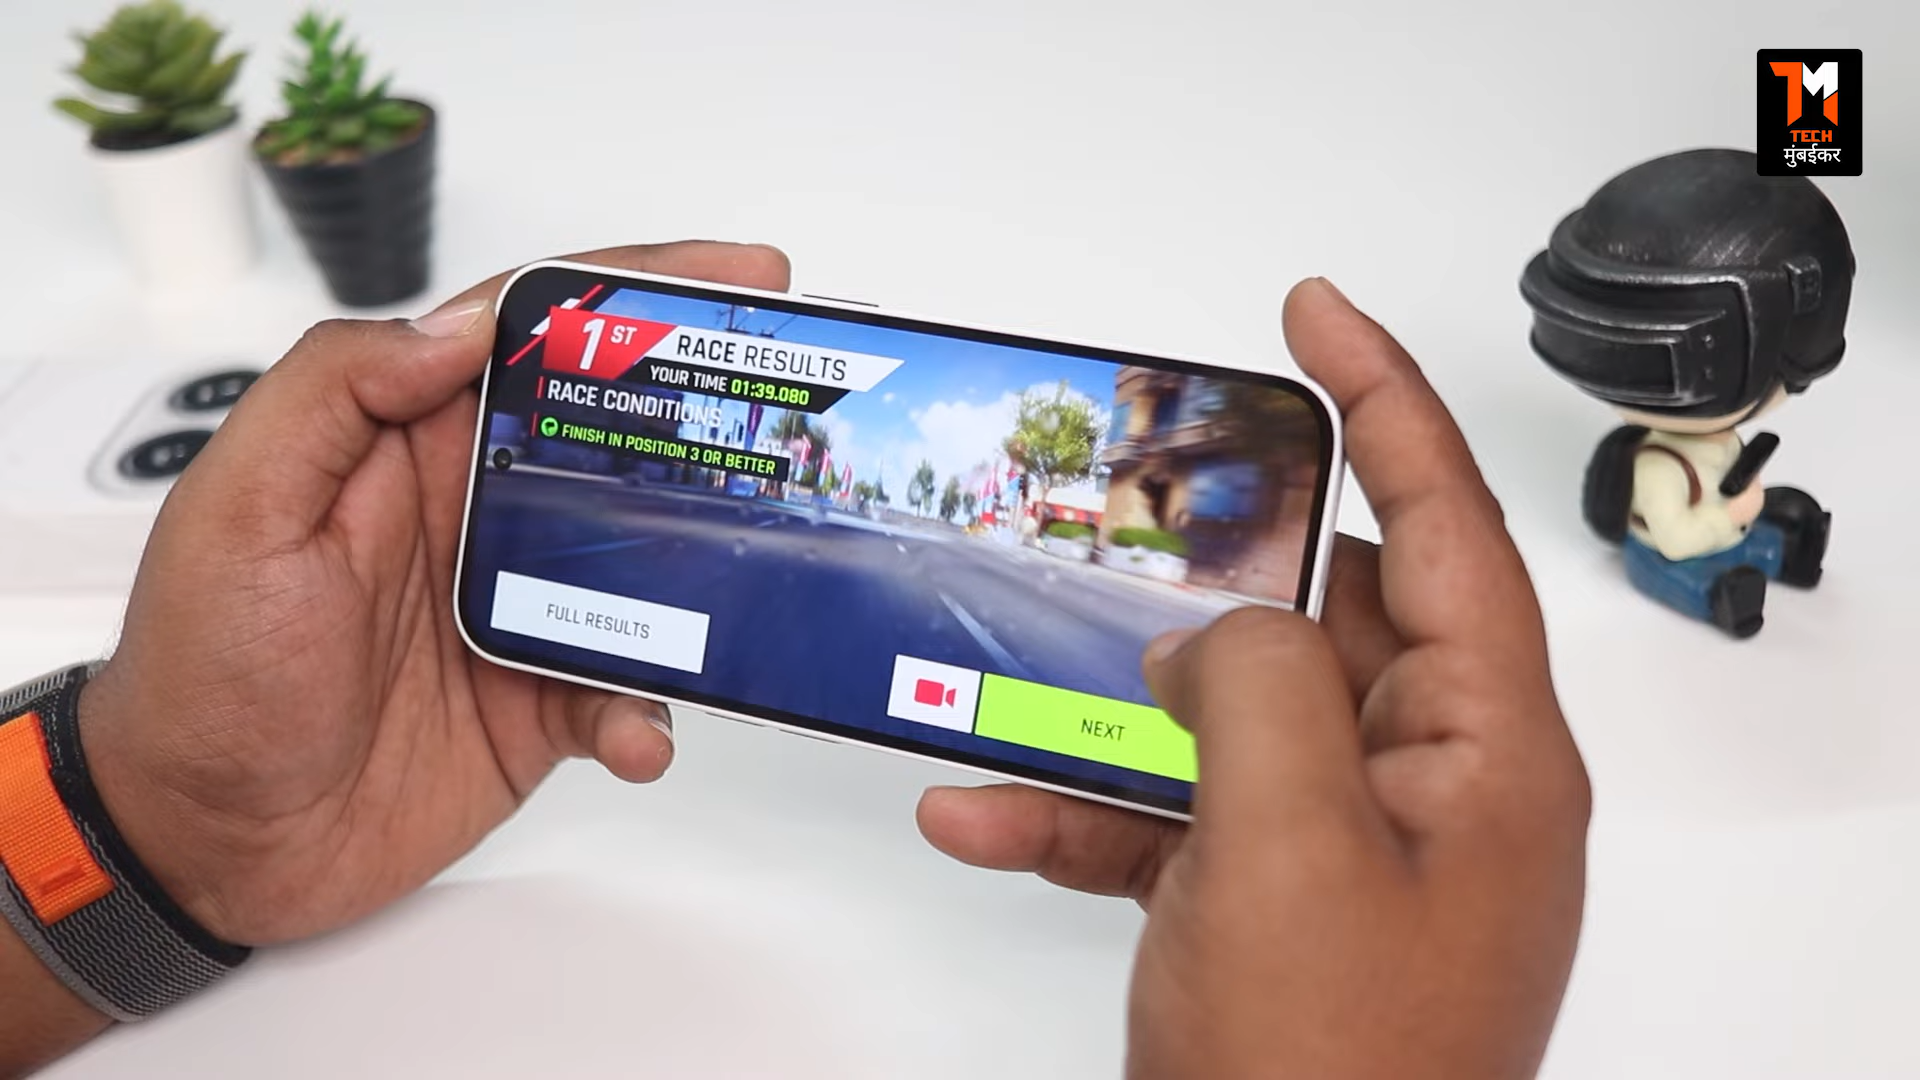 1ST
RACE RESULTS
YOUR TIME 01:39.080
RACE CONDITIONS
FINISH IN POSITION 3 OR BETTER
FULL RESULTS
NEXT
TM
TECH
मुंबईकर